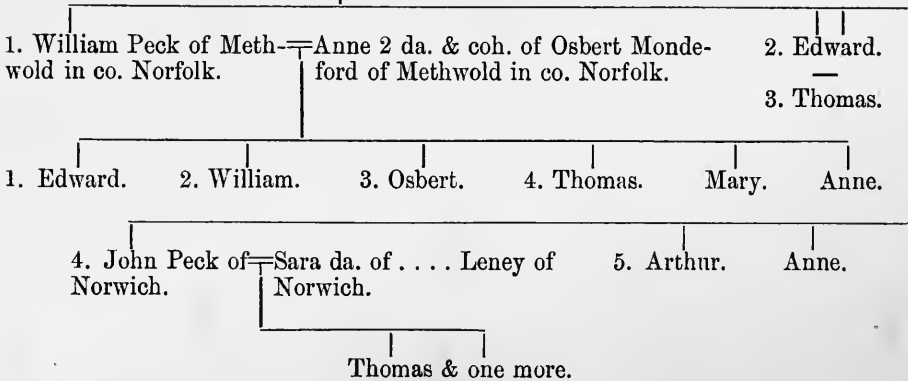 1. William Peck of Meth- Anne 2 da. & coh. of Osbert Monde- 2. Edward.
wold in co. Norfolk. ford of Methwold in co. Norfolk.
3. Thomas.
1. Edward. 2. William. 3. Osbert. 4. Thomas. Mary. Anne.
4. John Peck of Sara da. of . . . . Leney of 5. Arthur. Anne.
Norwich. Norwich.
Thomas & one more.